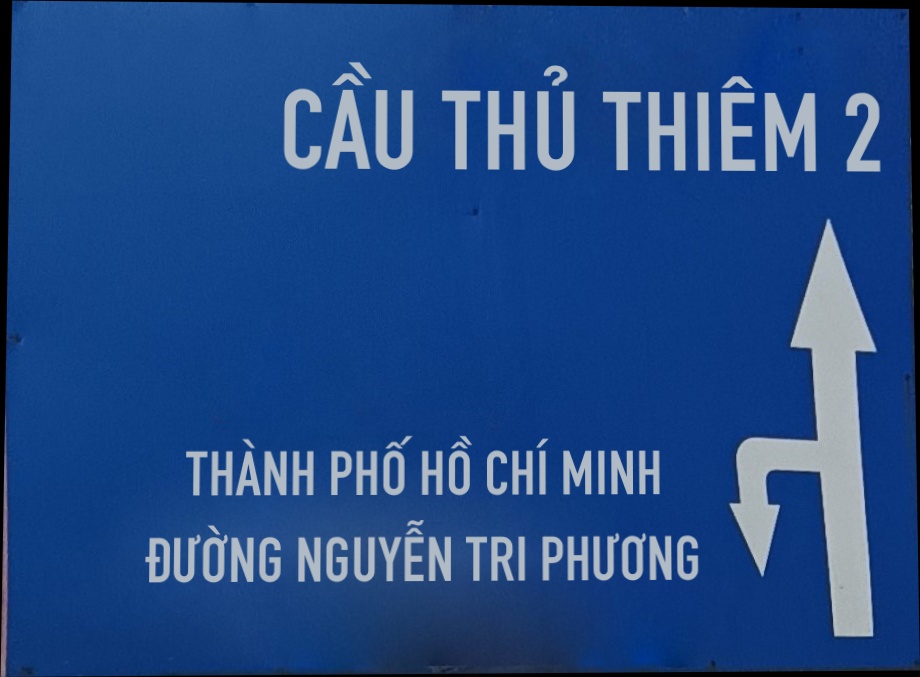 CẦU THỦ THIÊM 2
THÀNH PHỐ HỒ CHÍ MINH
ĐƯỜNG NGUYỄN TRI PHƯƠNG